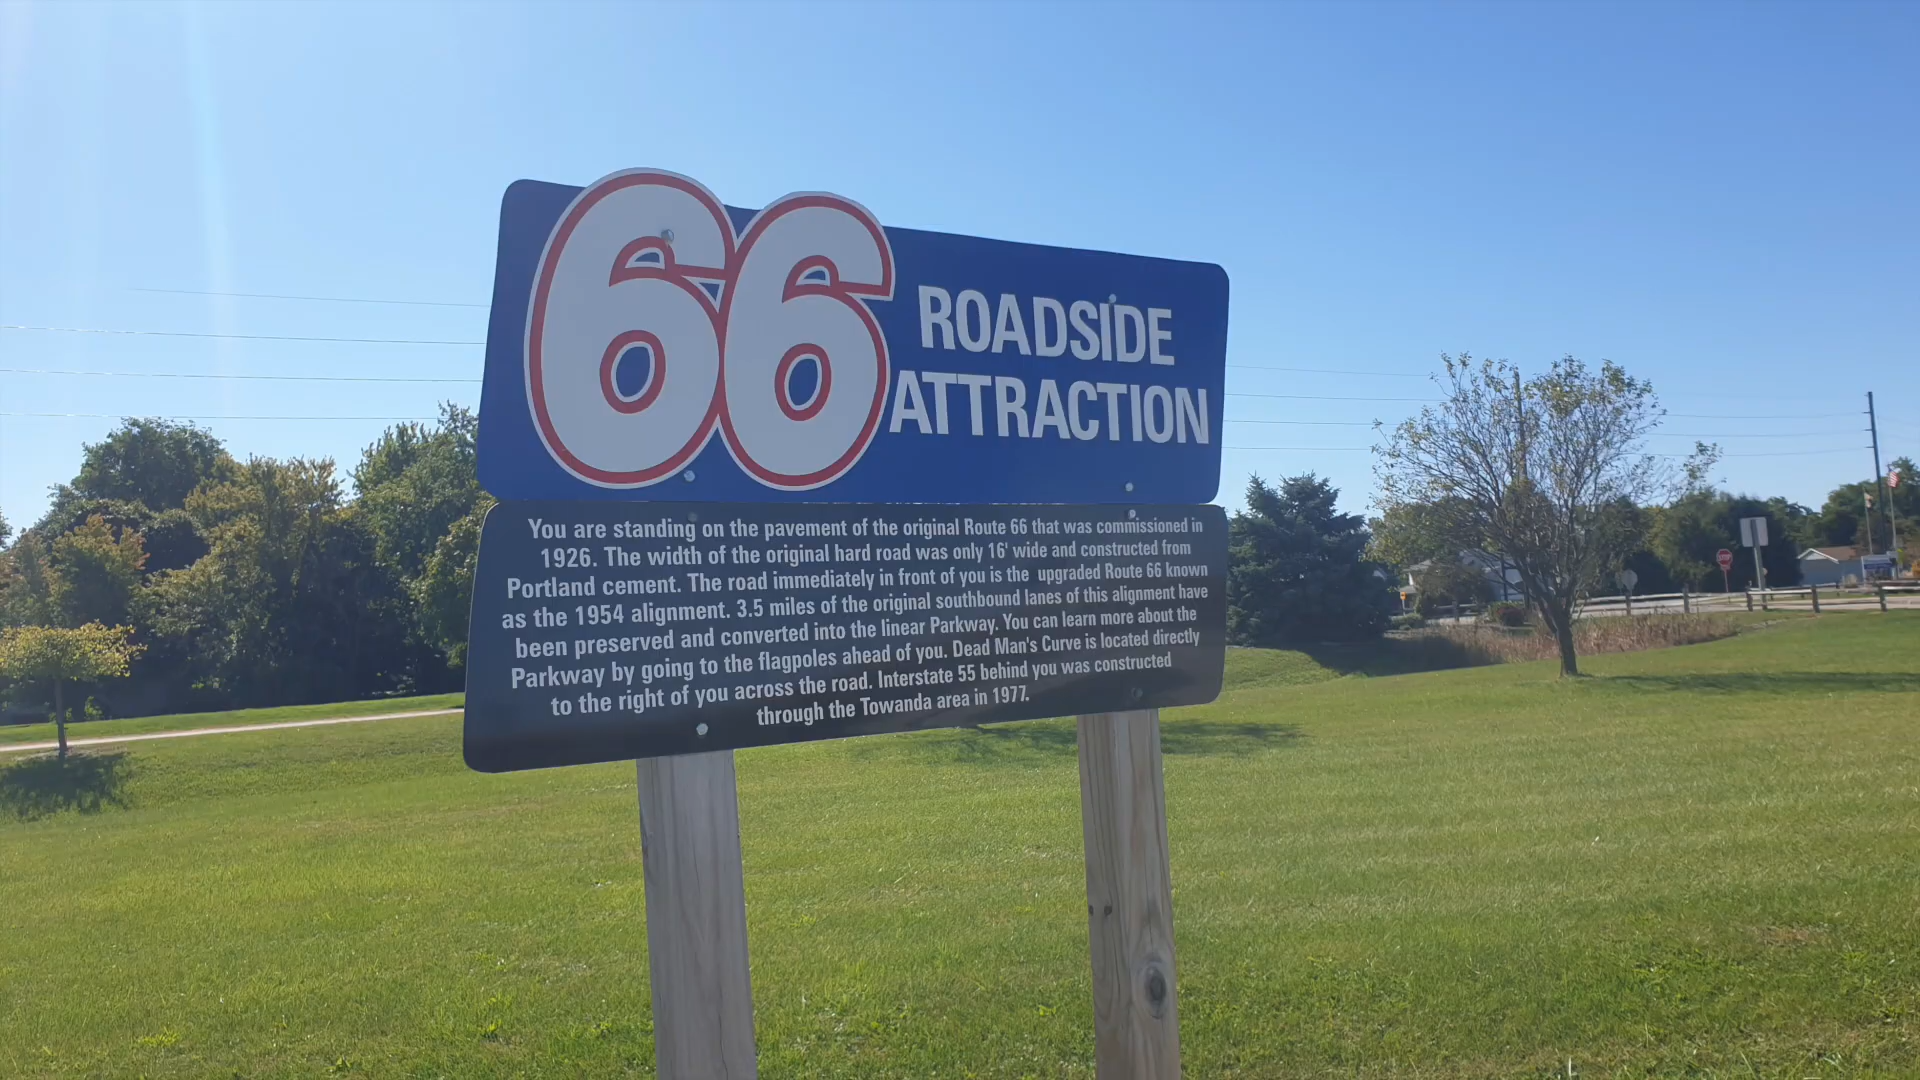 66
ROADSIDE
ATTRACTION
You are standing on the pavement of the original Route 66 that was commissioned in
1926. The width of the original hard road was only 16' wide and constructed from
Portland cement. The road immediately in front of you is the upgraded Route 66 known
as the 1954 alignment. 3.5 miles of the original southbound lanes of this alignment have
been preserved and converted into the linear Parkway. You can learn more about the
Parkway by going to the flagpoles ahead of you. Dead Man's Curve is located directly
to the right of you across the road. Interstate 55 behind you was constructed
through the Towanda area in 1977.